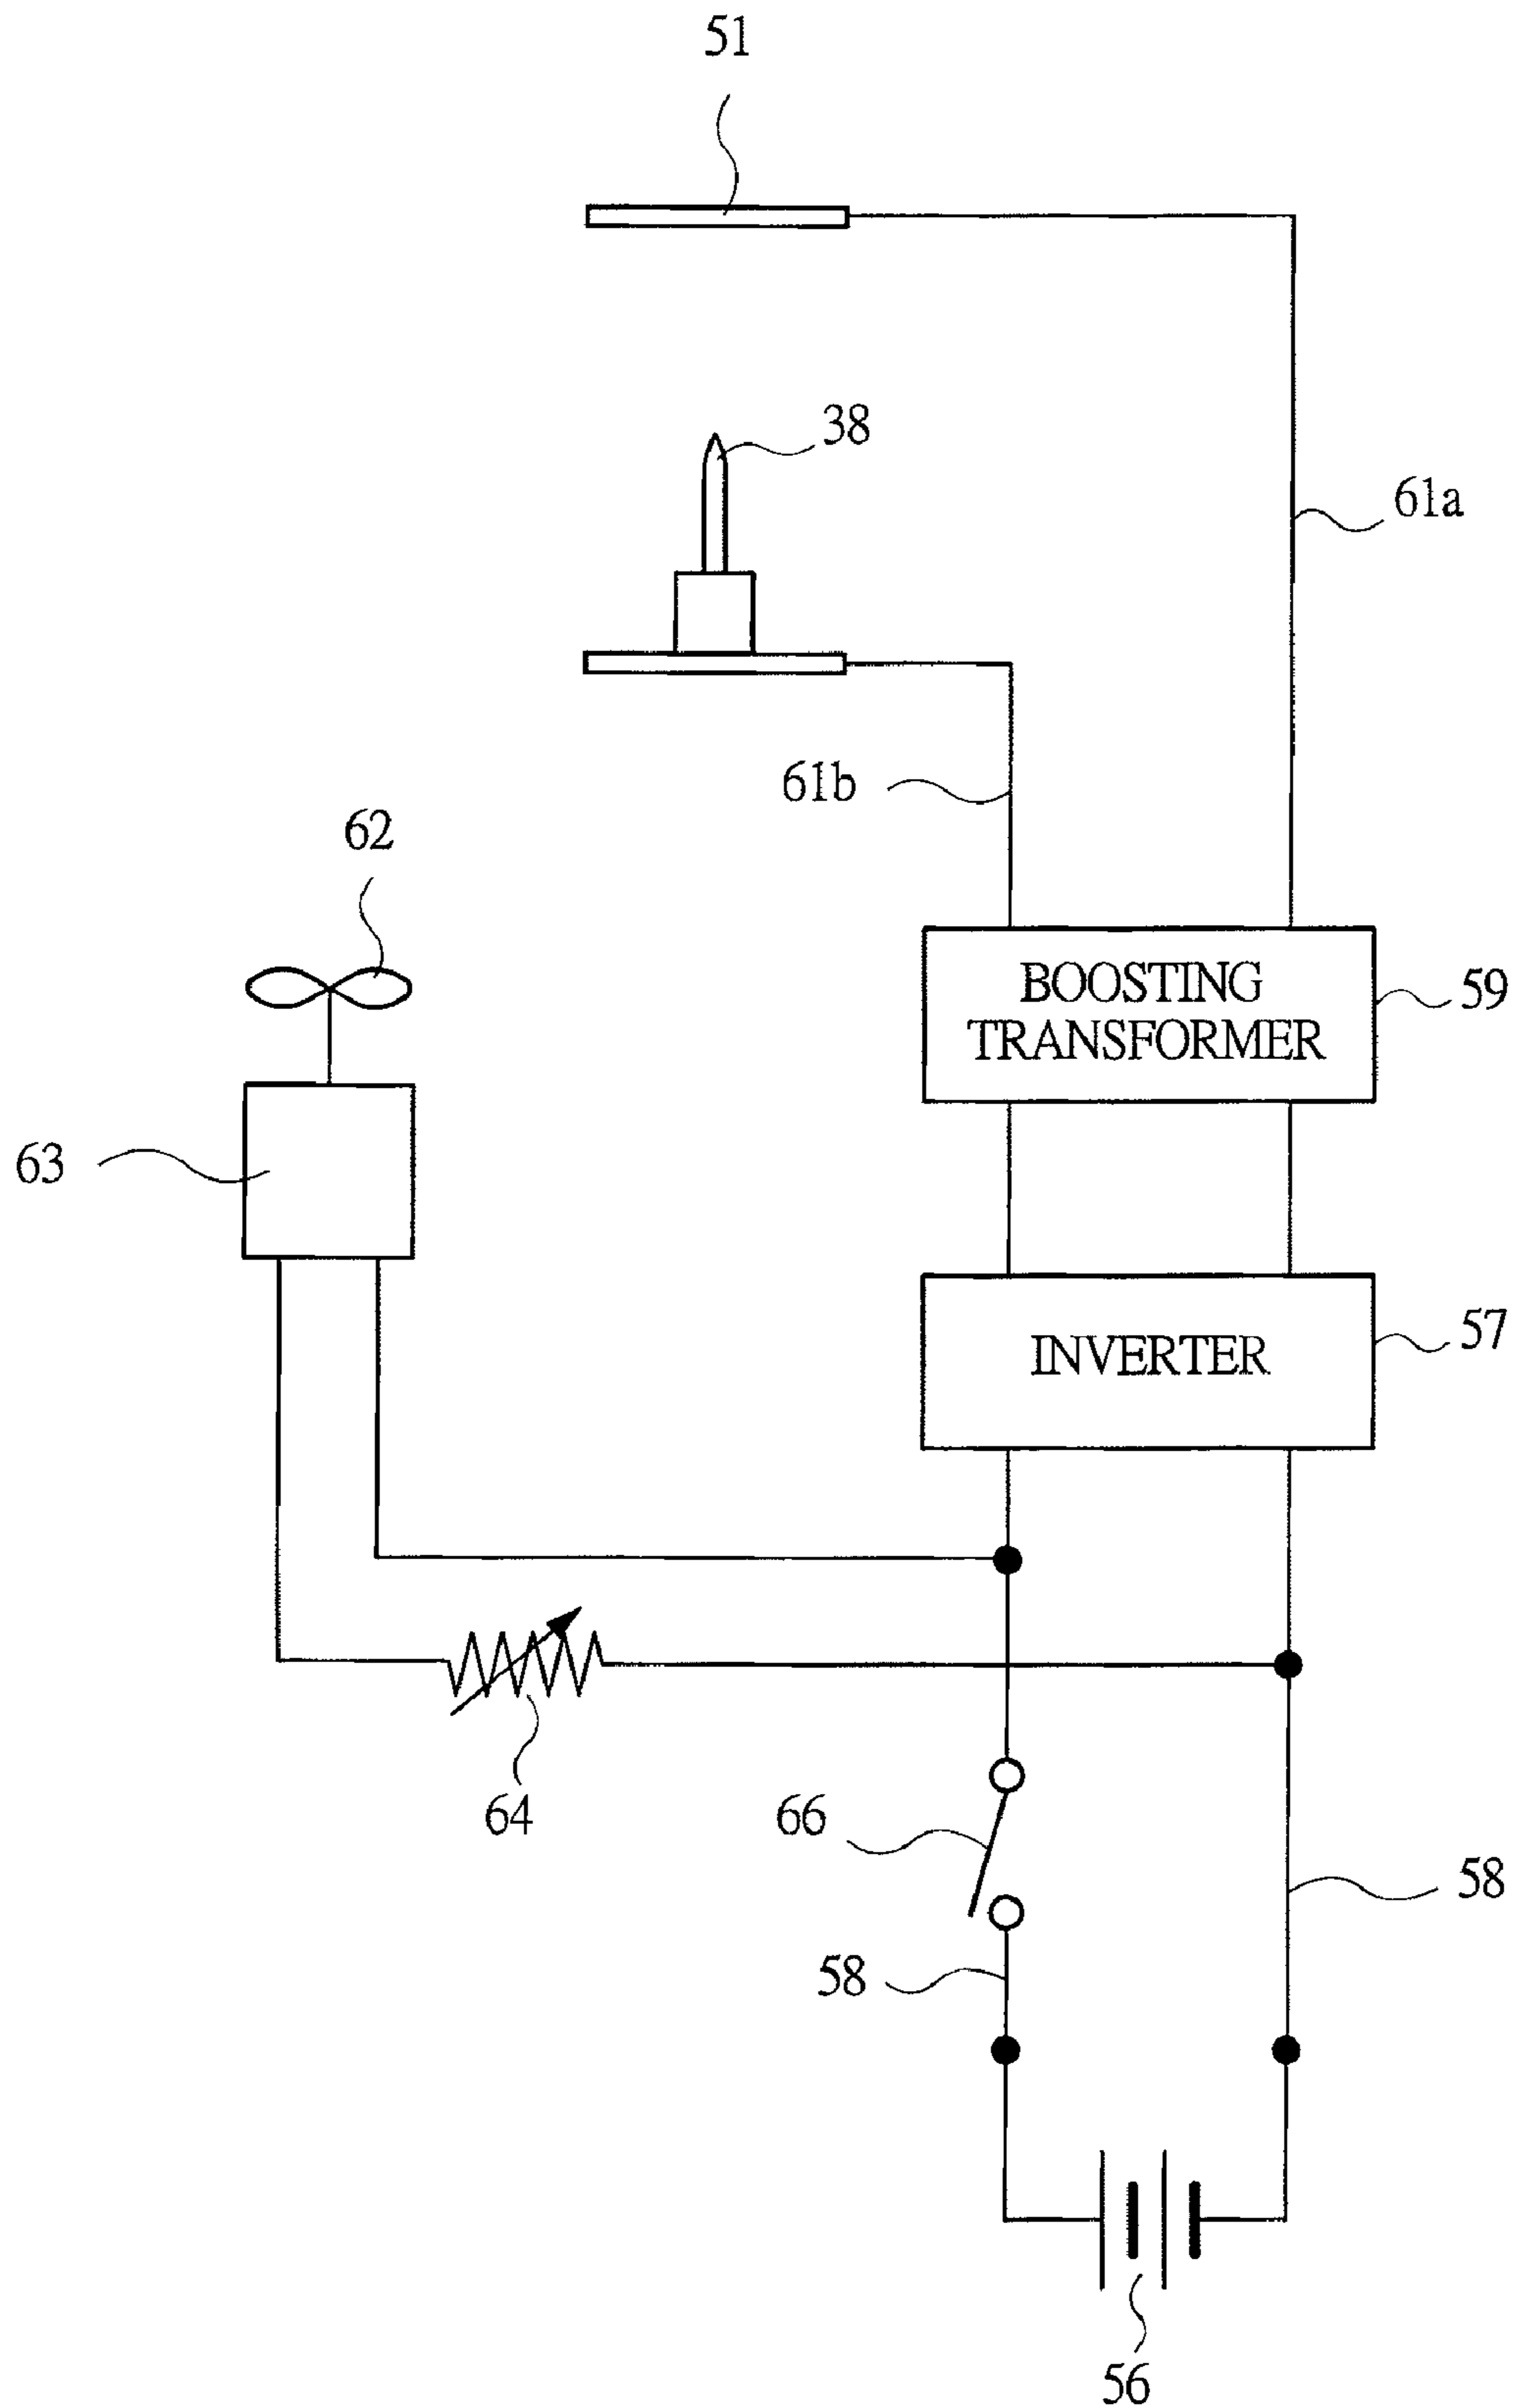 51
38
61a
61b
62
BOOSTING
TRANSFORMER
59
63
INVERTER
57
64
66
58
58
56